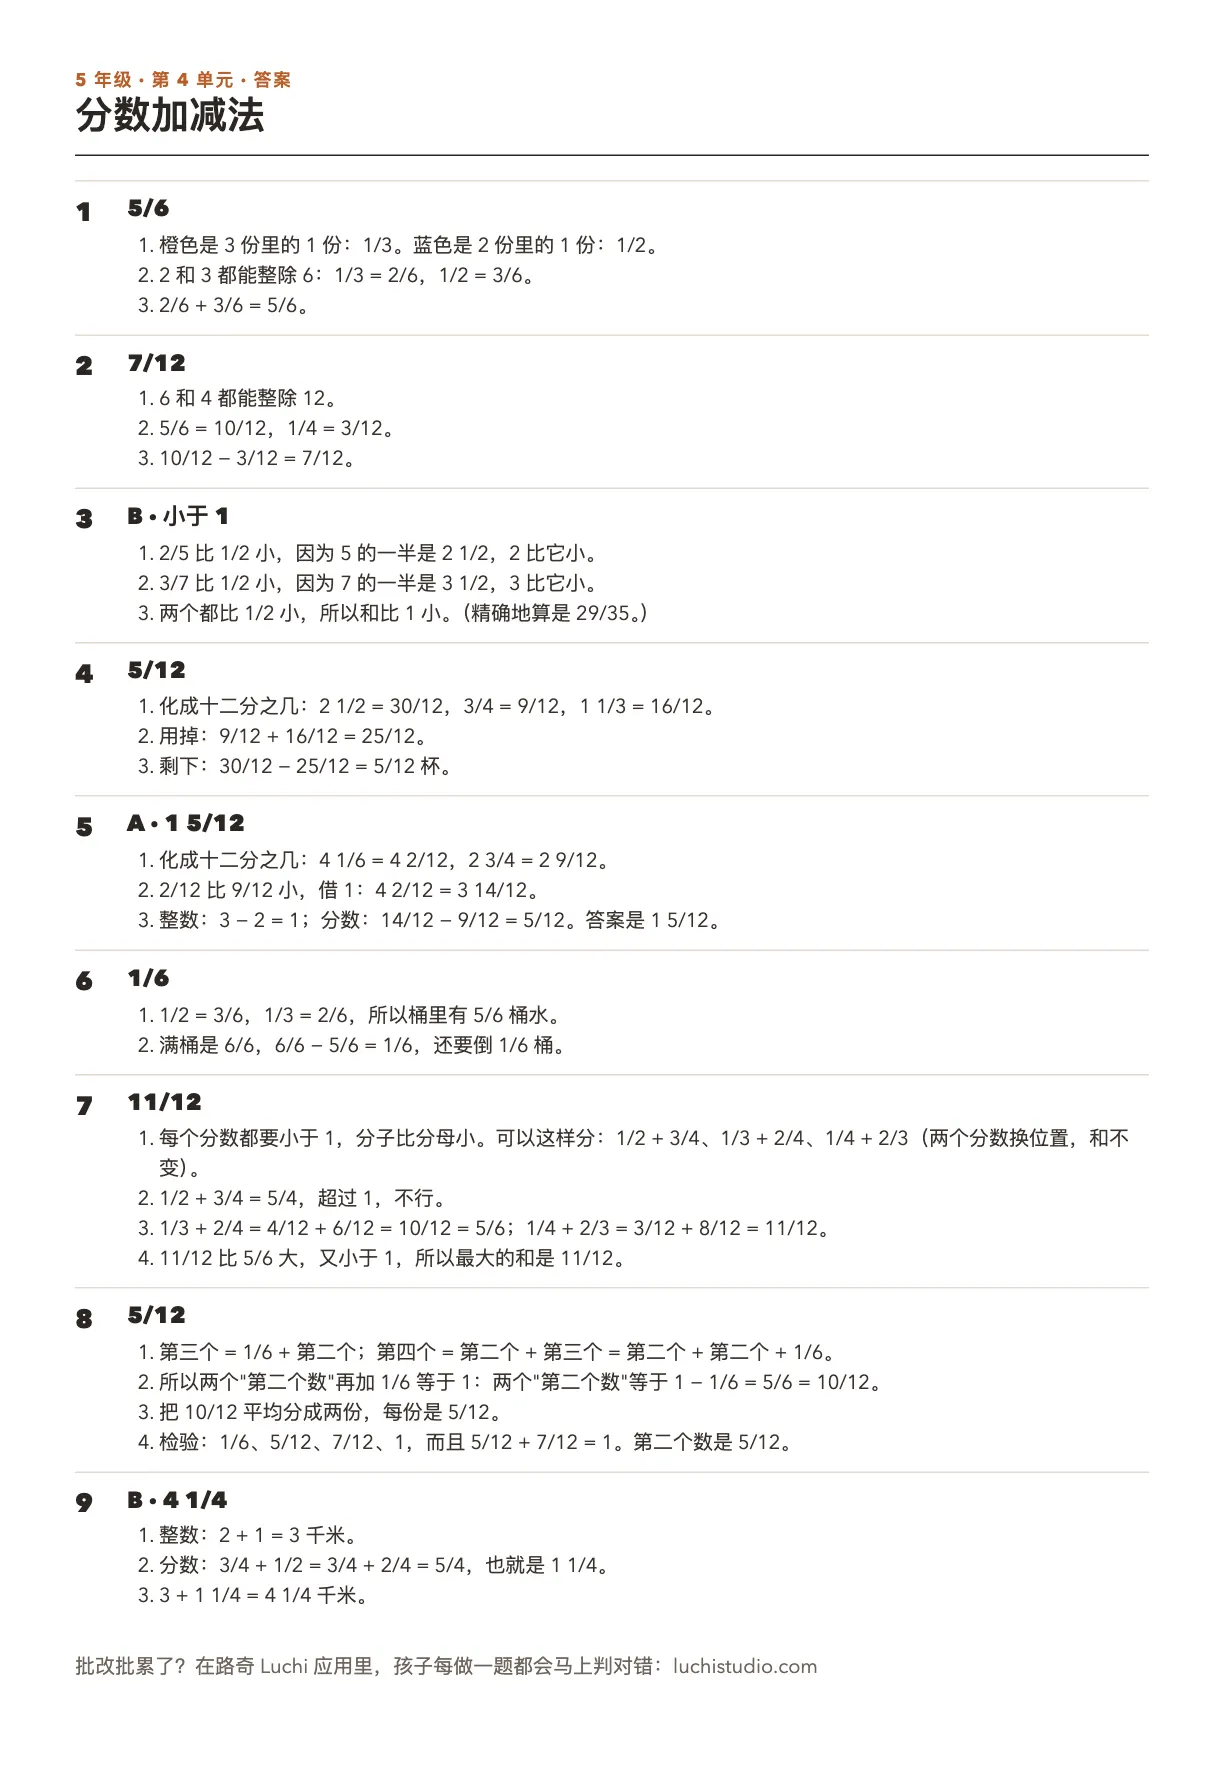 5 年级·第 4 单元·答案
分数加减法
1 5/6
1. 橙色是 3 份里的 1 份：1/3。蓝色是 2 份里的 1 份：1/2。
2. 2 和 3 都能整除 6：1/3 = 2/6，1/2 = 3/6。
3. 2/6 + 3/6 = 5/6。
2 7/12
1. 6 和 4 都能整除 12。
2. 5/6 = 10/12，1/4 = 3/12。
3. 10/12 − 3/12 = 7/12。
3 B · 小于 1
1. 2/5 比 1/2 小，因为 5 的一半是 2 1/2，2 比它小。
2. 3/7 比 1/2 小，因为 7 的一半是 3 1/2，3 比它小。
3. 两个都比 1/2 小，所以和比 1 小。（精确地算是 29/35。）
4 5/12
1. 化成十二分之几：2 1/2 = 30/12，3/4 = 9/12，1 1/3 = 16/12。
2. 用掉：9/12 + 16/12 = 25/12。
3. 剩下：30/12 − 25/12 = 5/12 杯。
5 A · 1 5/12
1. 化成十二分之几：4 1/6 = 4 2/12，2 3/4 = 2 9/12。
2. 2/12 比 9/12 小，借 1：4 2/12 = 3 14/12。
3. 整数：3 − 2 = 1；分数：14/12 − 9/12 = 5/12。答案是 1 5/12。
6 1/6
1. 1/2 = 3/6，1/3 = 2/6，所以桶里有 5/6 桶水。
2. 满桶是 6/6，6/6 − 5/6 = 1/6，还要倒 1/6 桶。
7 11/12
1. 每个分数都要小于 1，分子比分母小。可以这样分：1/2 + 3/4、1/3 + 2/4、1/4 + 2/3（两个分数换位置，和不
变）。
2. 1/2 + 3/4 = 5/4，超过 1，不行。
3. 1/3 + 2/4 = 4/12 + 6/12 = 10/12 = 5/6；1/4 + 2/3 = 3/12 + 8/12 = 11/12。
4. 11/12 比 5/6 大，又小于 1，所以最大的和是 11/12。
8 5/12
1. 第三个 = 1/6 + 第二个；第四个 = 第二个 + 第三个 = 第二个 + 第二个 + 1/6。
2. 所以两个"第二个数"再加 1/6 等于 1：两个"第二个数"等于 1 − 1/6 = 5/6 = 10/12。
3. 把 10/12 平均分成两份，每份是 5/12。
4. 检验：1/6、5/12、7/12、1，而且 5/12 + 7/12 = 1。第二个数是 5/12。
9 B · 4 1/4
1. 整数：2 + 1 = 3 千米。
2. 分数：3/4 + 1/2 = 3/4 + 2/4 = 5/4，也就是 1 1/4。
3. 3 + 1 1/4 = 4 1/4 千米。
批改批累了？在路奇 Luchi 应用里，孩子每做一题都会马上判对错：luchistudio.com